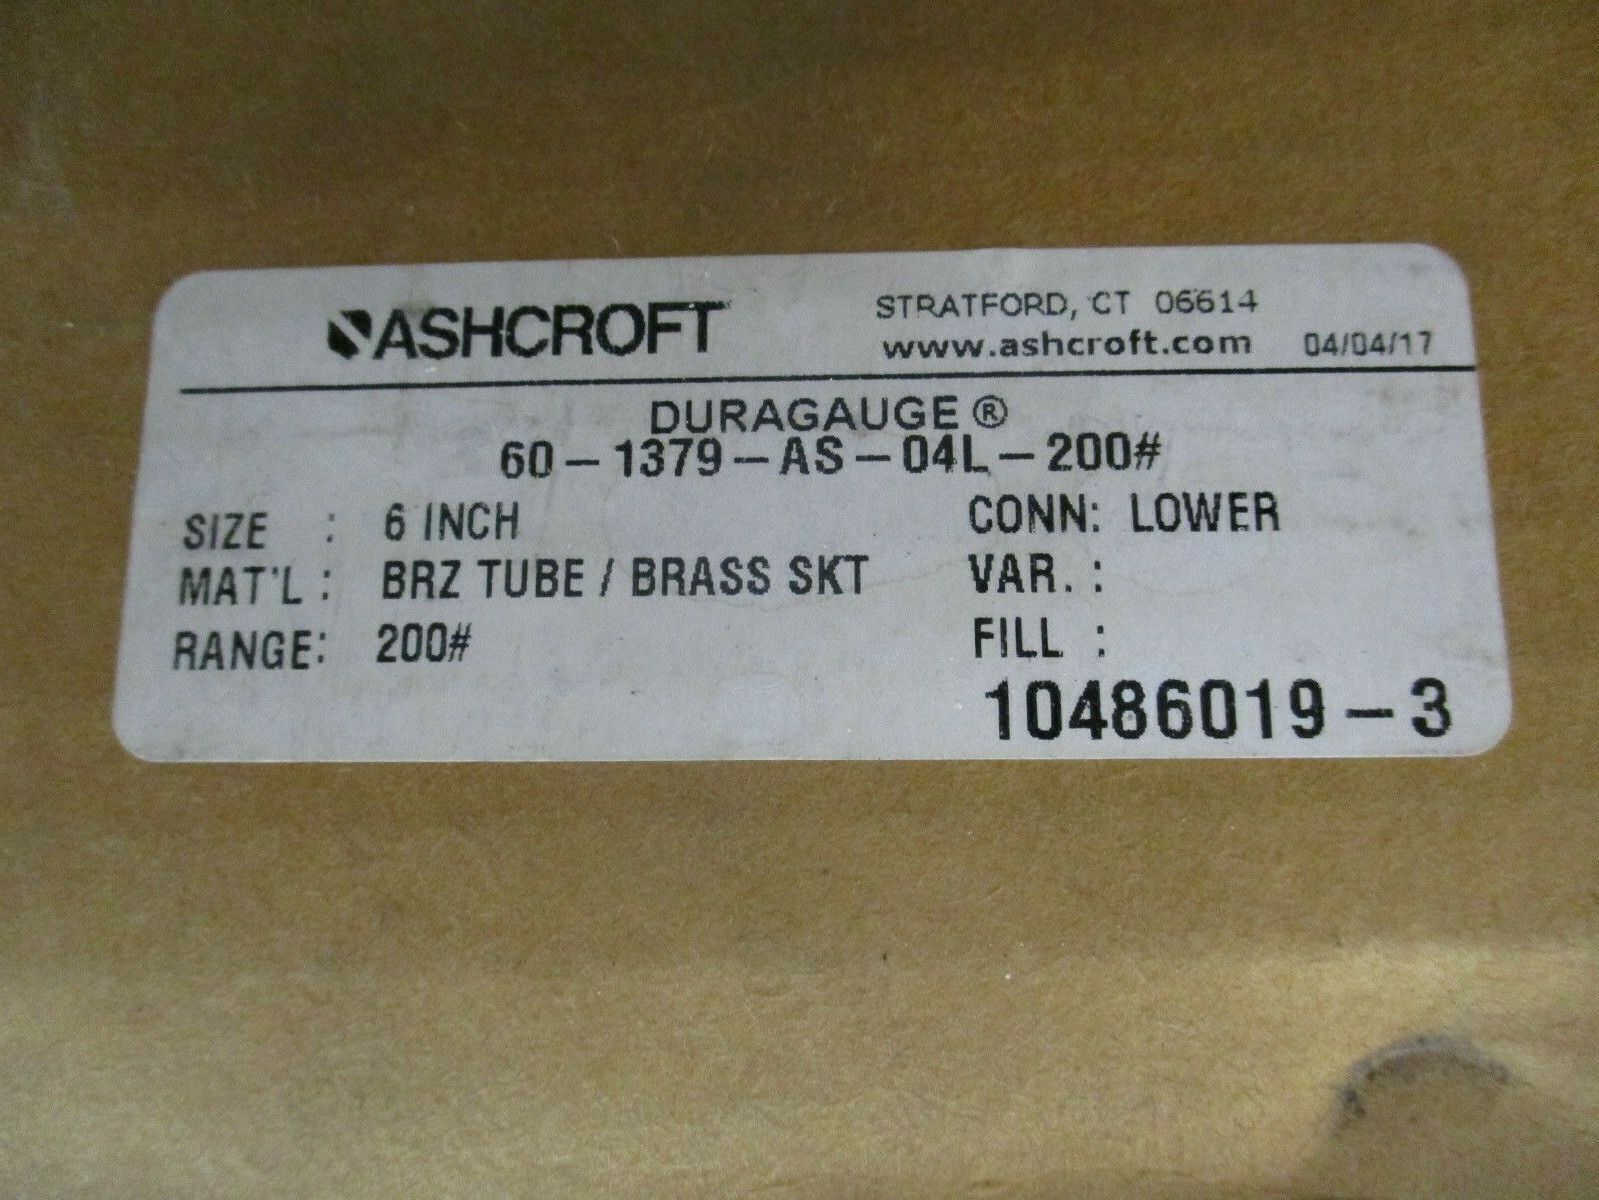 ASHCROFT
STRATFORD, CT 06614
www.ashcroft.com 04/04/17
DURAGAUGE ®
60-1379-AS-04L-200#
SIZE : 6 INCH CONN: LOWER
MAT'L : BRZ TUBE / BRASS SKT VAR. :
RANGE: 200# FILL :
10486019-3